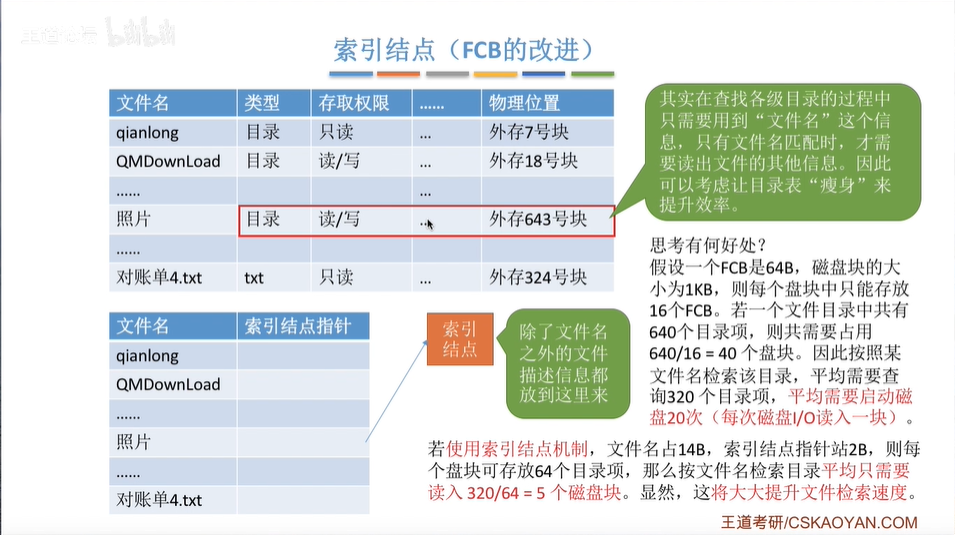 王道论坛 bilibili
索引结点（FCB的改进）
文件名 类型 存取权限 …… 物理位置
qianlong 目录 只读 … 外存7号块
QMDownLoad 目录 读/写 … 外存18号块
…… …
照片 目录 读/写 … 外存643号块
……
对账单4.txt txt 只读 … 外存324号块
其实在查找各级目录的过程中
只需要用到“文件名”这个信
息，只有文件名匹配时，才需
要读出文件的其他信息。因此
可以考虑让目录表“瘦身”来
提升效率。
文件名 索引结点指针
qianlong
QMDownLoad
……
照片
……
对账单4.txt
索引
结点
除了文件名
之外的文件
描述信息都
放到这里来
思考有何好处？
假设一个FCB是64B，磁盘块的大
小为1KB，则每个盘块中只能存放
16个FCB。若一个文件目录中共有
640个目录项，则共需要占用
640/16 = 40 个盘块。因此按照某
文件名检索该目录，平均需要查
询320 个目录项，平均需要启动磁
盘20次（每次磁盘I/O读入一块）。
若使用索引结点机制，文件名占14B，索引结点指针站2B，则每
个盘块可存放64个目录项，那么按文件名检索目录平均只需要
读入 320/64 = 5 个磁盘块。显然，这将大大提升文件检索速度。
王道考研/CSKAOYAN.COM